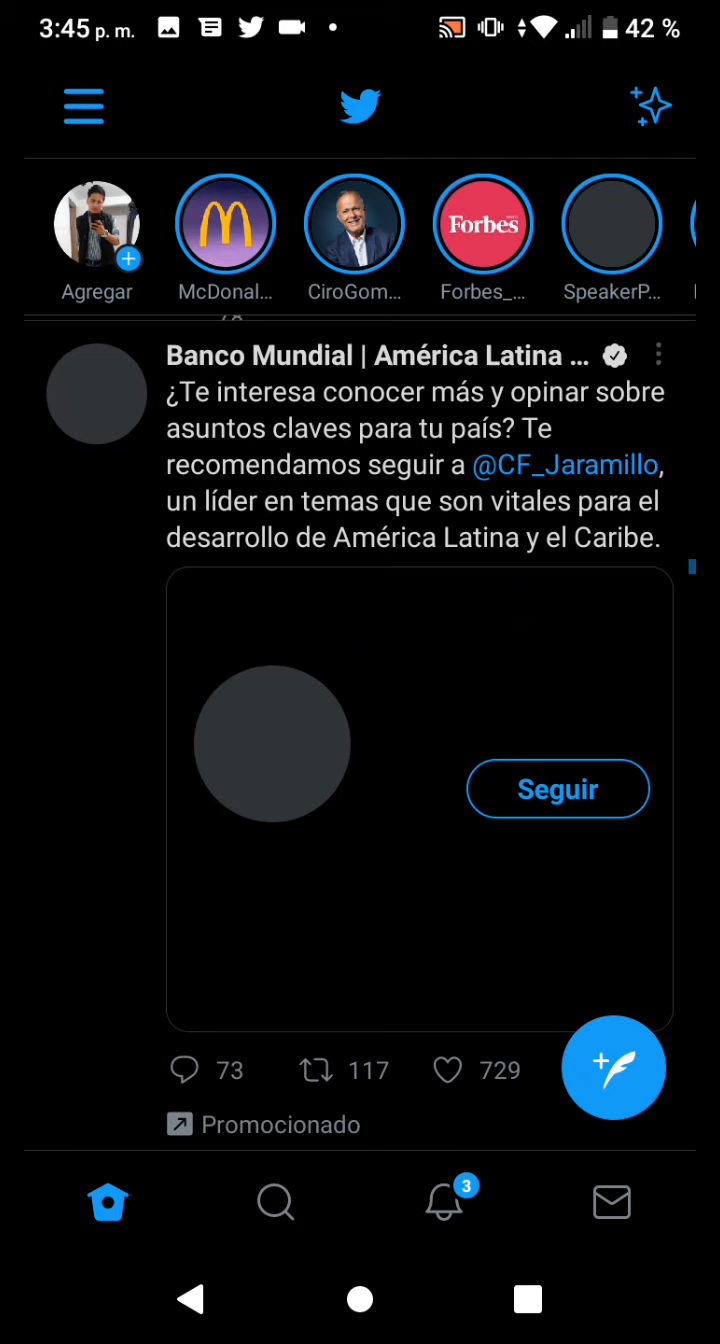 3:45 p. m.
42 %
Agregar
McDonal...
CiroGom...
Forbes
Forbes_...
SpeakerP...
Banco Mundial | América Latina ...
¿Te interesa conocer más y opinar sobre
asuntos claves para tu país? Te
recomendamos seguir a @CF_Jaramillo,
un líder en temas que son vitales para el
desarrollo de América Latina y el Caribe.
Seguir
73
117
729
Promocionado
3